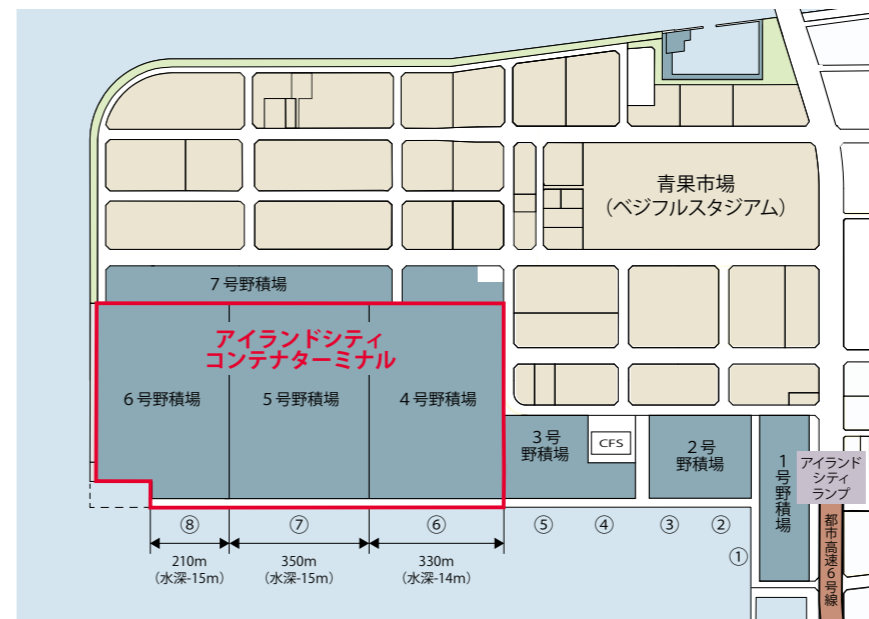 青果市場
（ベジフルスタジアム）
７号野積場
アイランドシティ
コンテナターミナル
６号野積場
５号野積場
４号野積場
３号
野積場
CFS
２号
野積場
１号野積場
アイランド
シティ
ランプ
都市高速６号線
⑧
⑦
⑥
⑤
④
③
②
①
210m
（水深-15m）
350m
（水深-15m）
330m
（水深-14m）